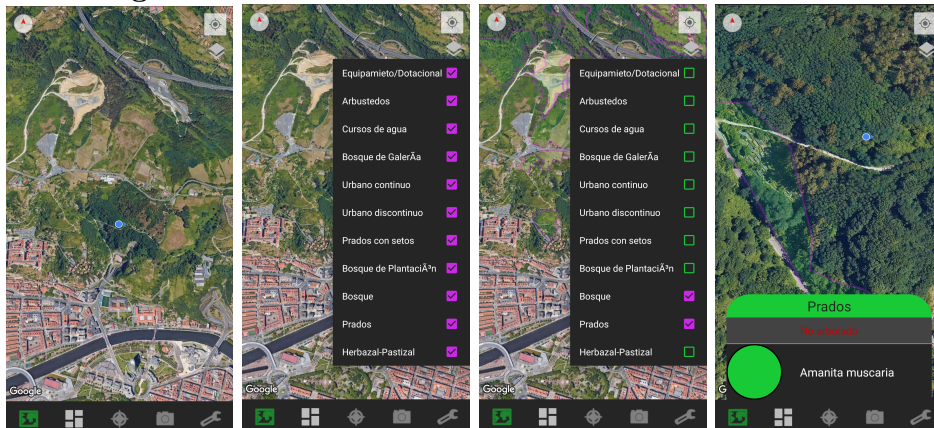 Google
Equipamieto/Dotacional
Arbustedos
Cursos de agua
Bosque de GalerÃa
Urbano continuo
Urbano discontinuo
Prados con setos
Bosque de PlantaciÃ³n
Bosque
Prados
Herbazal-Pastizal
Google
Equipamieto/Dotacional
Arbustedos
Cursos de agua
Bosque de GalerÃa
Urbano continuo
Urbano discontinuo
Prados con setos
Bosque de PlantaciÃ³n
Bosque
Prados
Herbazal-Pastizal
Google
Prados
No arbolado
Amanita muscaria
G